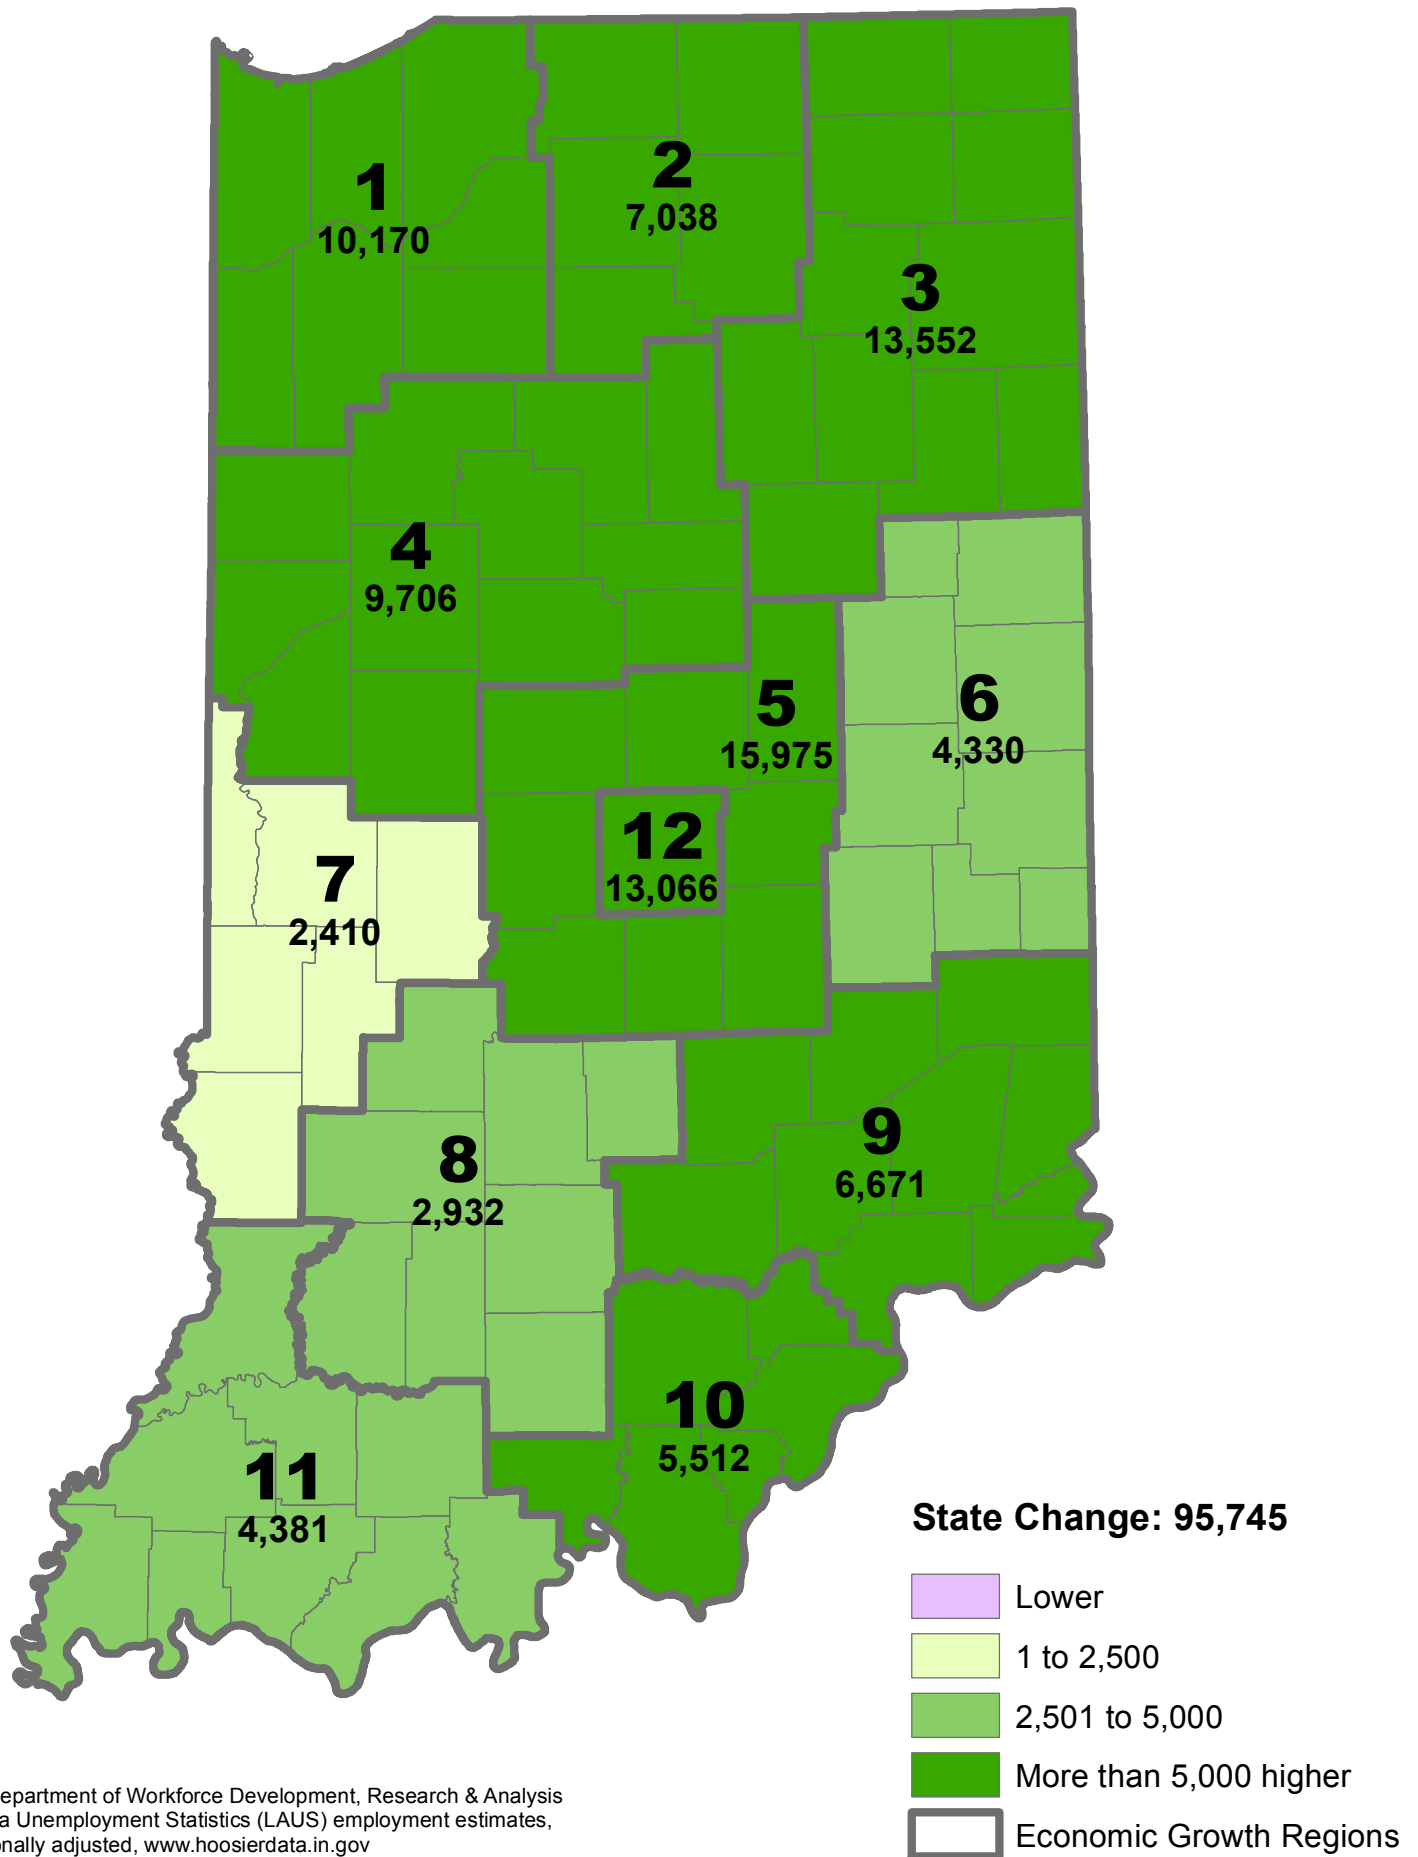 1
10,170
2
7,038
3
13,552
4
9,706
5
15,975
6
4,330
12
13,066
7
2,410
9
6,671
8
2,932
10
5,512
11
4,381
State Change: 95,745
Lower
1 to 2,500
2,501 to 5,000
More than 5,000 higher
Economic Growth Regions
epartment of Workforce Development, Research & Analysis
a Unemployment Statistics (LAUS) employment estimates,
onally adjusted, www.hoosierdata.in.gov